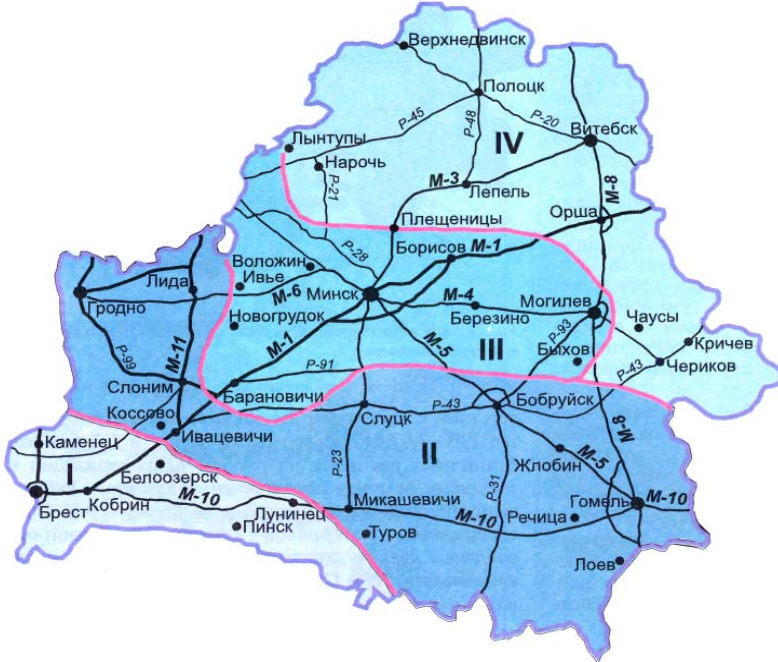 Верхнедвинск
Полоцк
P-45
P-48
P-20
Витебск
Лынтупы
Нарочь
IV
P-21
M-3
Лепель
M-8
Орша
Плещеницы
Борисов
M-1
P-28
Воложин
Ивье
Лида
M-6
Минск
M-4
Могилев
Гродно
Березино
Чаусы
Новогрудок
M-1
P-93
Кричев
M-11
M-5
III
Быхов
Чериков
P-99
P-91
P-43
Слоним
Барановичи
Коссово
P-43
Бобруйск
Слуцк
Ивацевичи
M-8
Каменец
I
II
Белоозерск
P-23
Жлобин
M-5
P-31
M-10
Гомель
M-10
Брест
Кобрин
Лунинец
Микашевичи
M-10
Речица
Пинск
Туров
Лоев